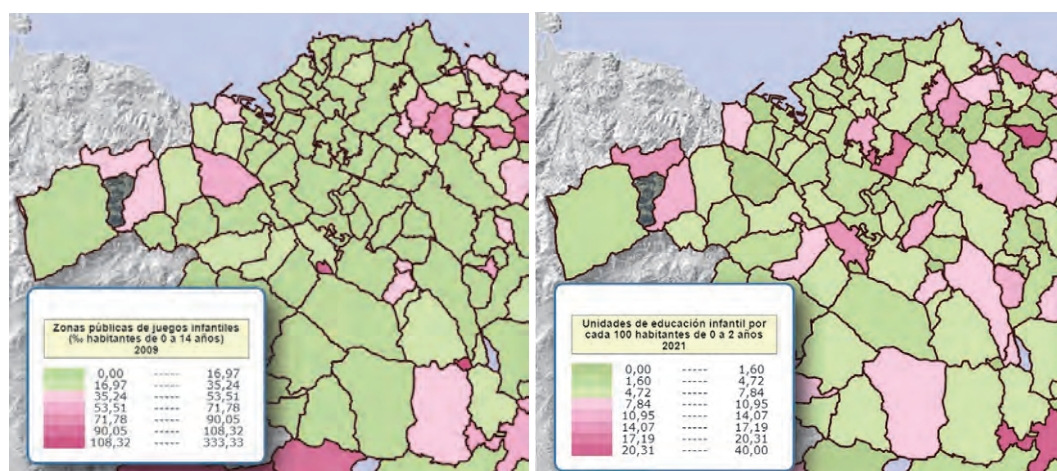 Zonas públicas de juegos infantiles
(‰ habitantes de 0 a 14 años)
2009
0,00 ----- 16,97
16,97 ----- 35,24
35,24 ----- 53,51
53,51 ----- 71,78
71,78 ----- 90,05
90,05 ----- 108,32
108,32 ----- 333,33
Unidades de educación infantil por
cada 100 habitantes de 0 a 2 años
2021
0,00 ----- 1,60
1,60 ----- 4,72
4,72 ----- 7,84
7,84 ----- 10,95
10,95 ----- 14,07
14,07 ----- 17,19
17,19 ----- 20,31
20,31 ----- 40,00